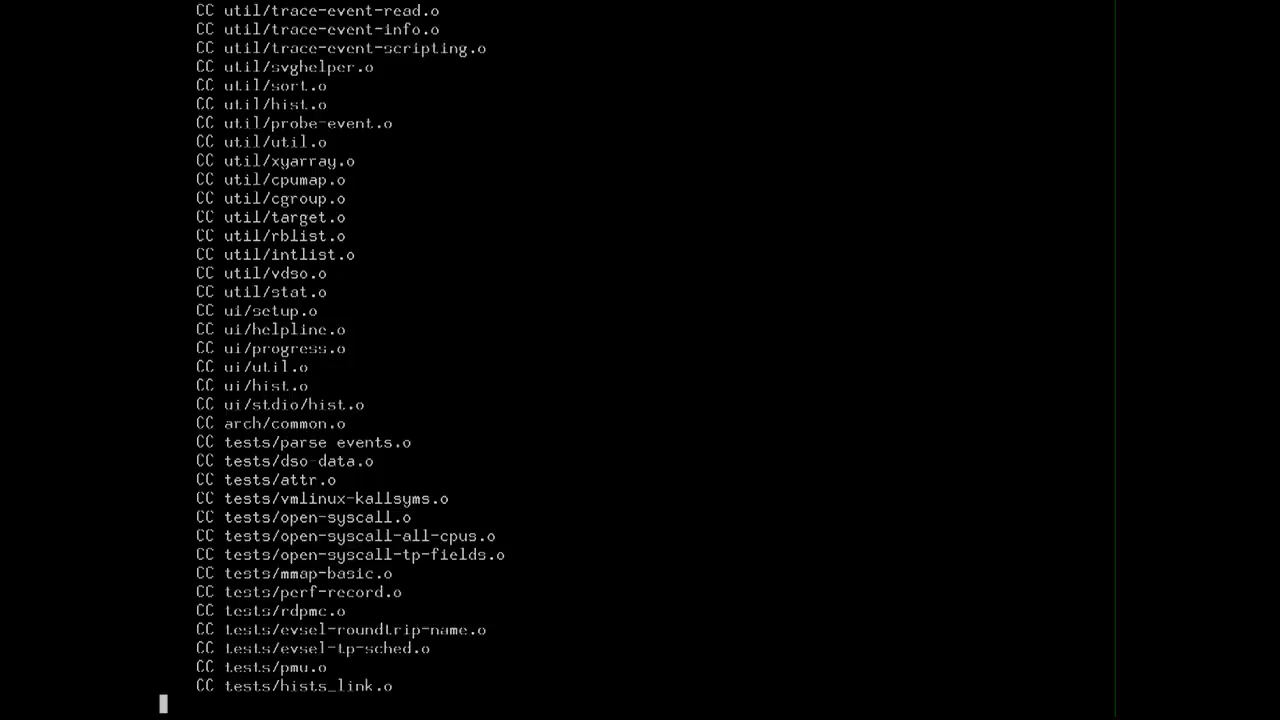 CC util/trace-event-read.o
CC util/trace-event-info.o
CC util/trace-event-scripting.o
CC util/svghelper.o
CC util/sort.o
CC util/hist.o
CC util/probe-event.o
CC util/util.o
CC util/xyarray.o
CC util/cpumap.o
CC util/cgroup.o
CC util/target.o
CC util/rblist.o
CC util/intlist.o
CC util/vdso.o
CC util/stat.o
CC ui/setup.o
CC ui/helpline.o
CC ui/progress.o
CC ui/util.o
CC ui/hist.o
CC ui/stdio/hist.o
CC arch/common.o
CC tests/parse events.o
CC tests/dso-data.o
CC tests/attr.o
CC tests/vmlinux-kallsyms.o
CC tests/open-syscall.o
CC tests/open-syscall-all-cpus.o
CC tests/open-syscall-tp-fields.o
CC tests/mmap-basic.o
CC tests/perf-record.o
CC tests/rdpmc.o
CC tests/evsel-roundtrip-name.o
CC tests/evsel-tp-sched.o
CC tests/pmu.o
CC tests/hists_link.o